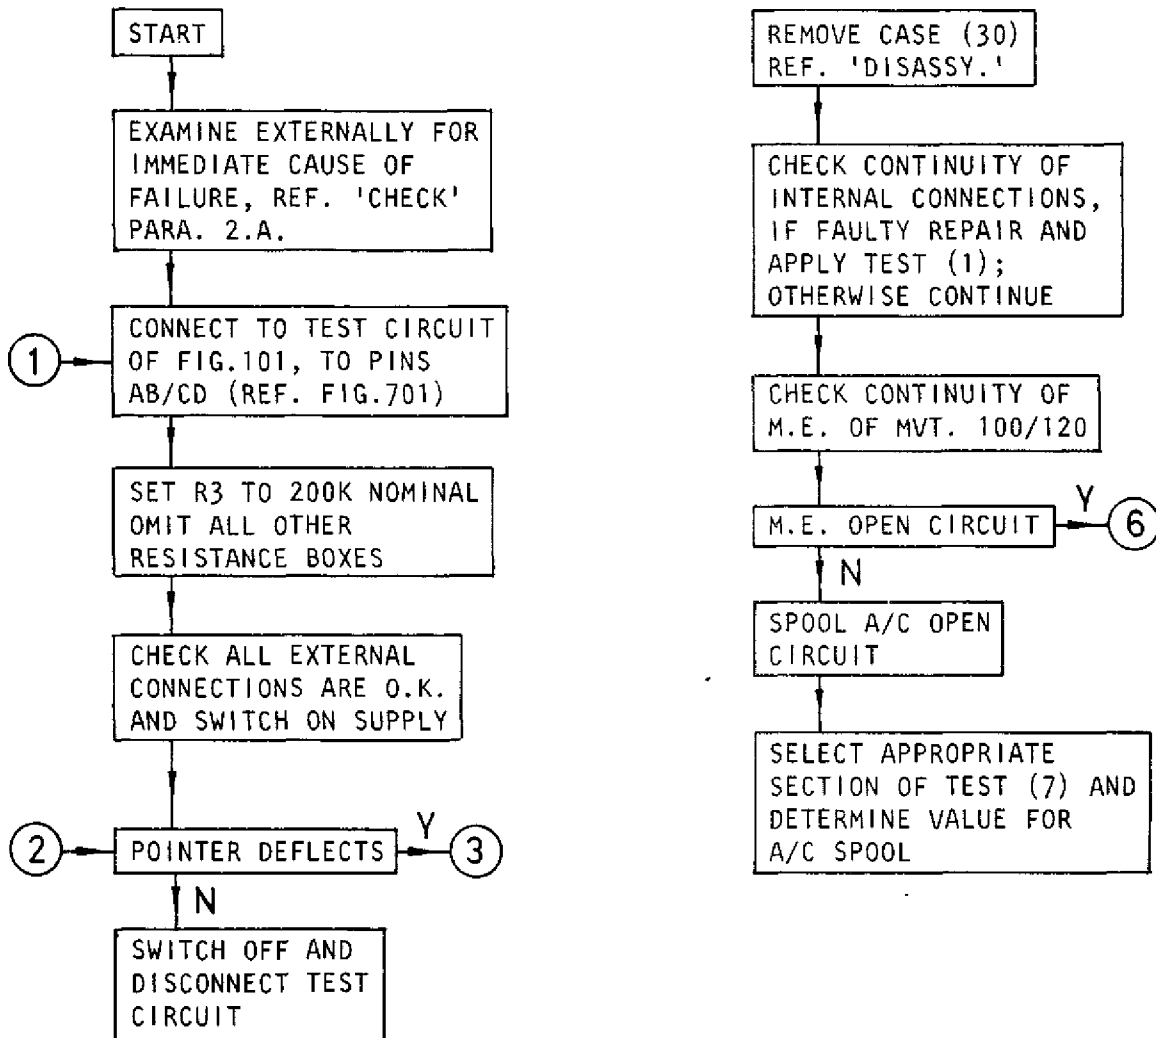 START
EXAMINE EXTERNALLY FOR
IMMEDIATE CAUSE OF
FAILURE, REF. 'CHECK'
PARA. 2.A.
1
CONNECT TO TEST CIRCUIT
OF FIG.101, TO PINS
AB/CD (REF. FIG.701)
SET R3 TO 200K NOMINAL
OMIT ALL OTHER
RESISTANCE BOXES
CHECK ALL EXTERNAL
CONNECTIONS ARE O.K.
AND SWITCH ON SUPPLY
2
POINTER DEFLECTS
Y
3
N
SWITCH OFF AND
DISCONNECT TEST
CIRCUIT
REMOVE CASE (30)
REF. 'DISASSY.'
CHECK CONTINUITY OF
INTERNAL CONNECTIONS,
IF FAULTY REPAIR AND
APPLY TEST (1);
OTHERWISE CONTINUE
CHECK CONTINUITY OF
M.E. OF MVT. 100/120
M.E. OPEN CIRCUIT
Y
6
N
SPOOL A/C OPEN
CIRCUIT
SELECT APPROPRIATE
SECTION OF TEST (7) AND
DETERMINE VALUE FOR
A/C SPOOL